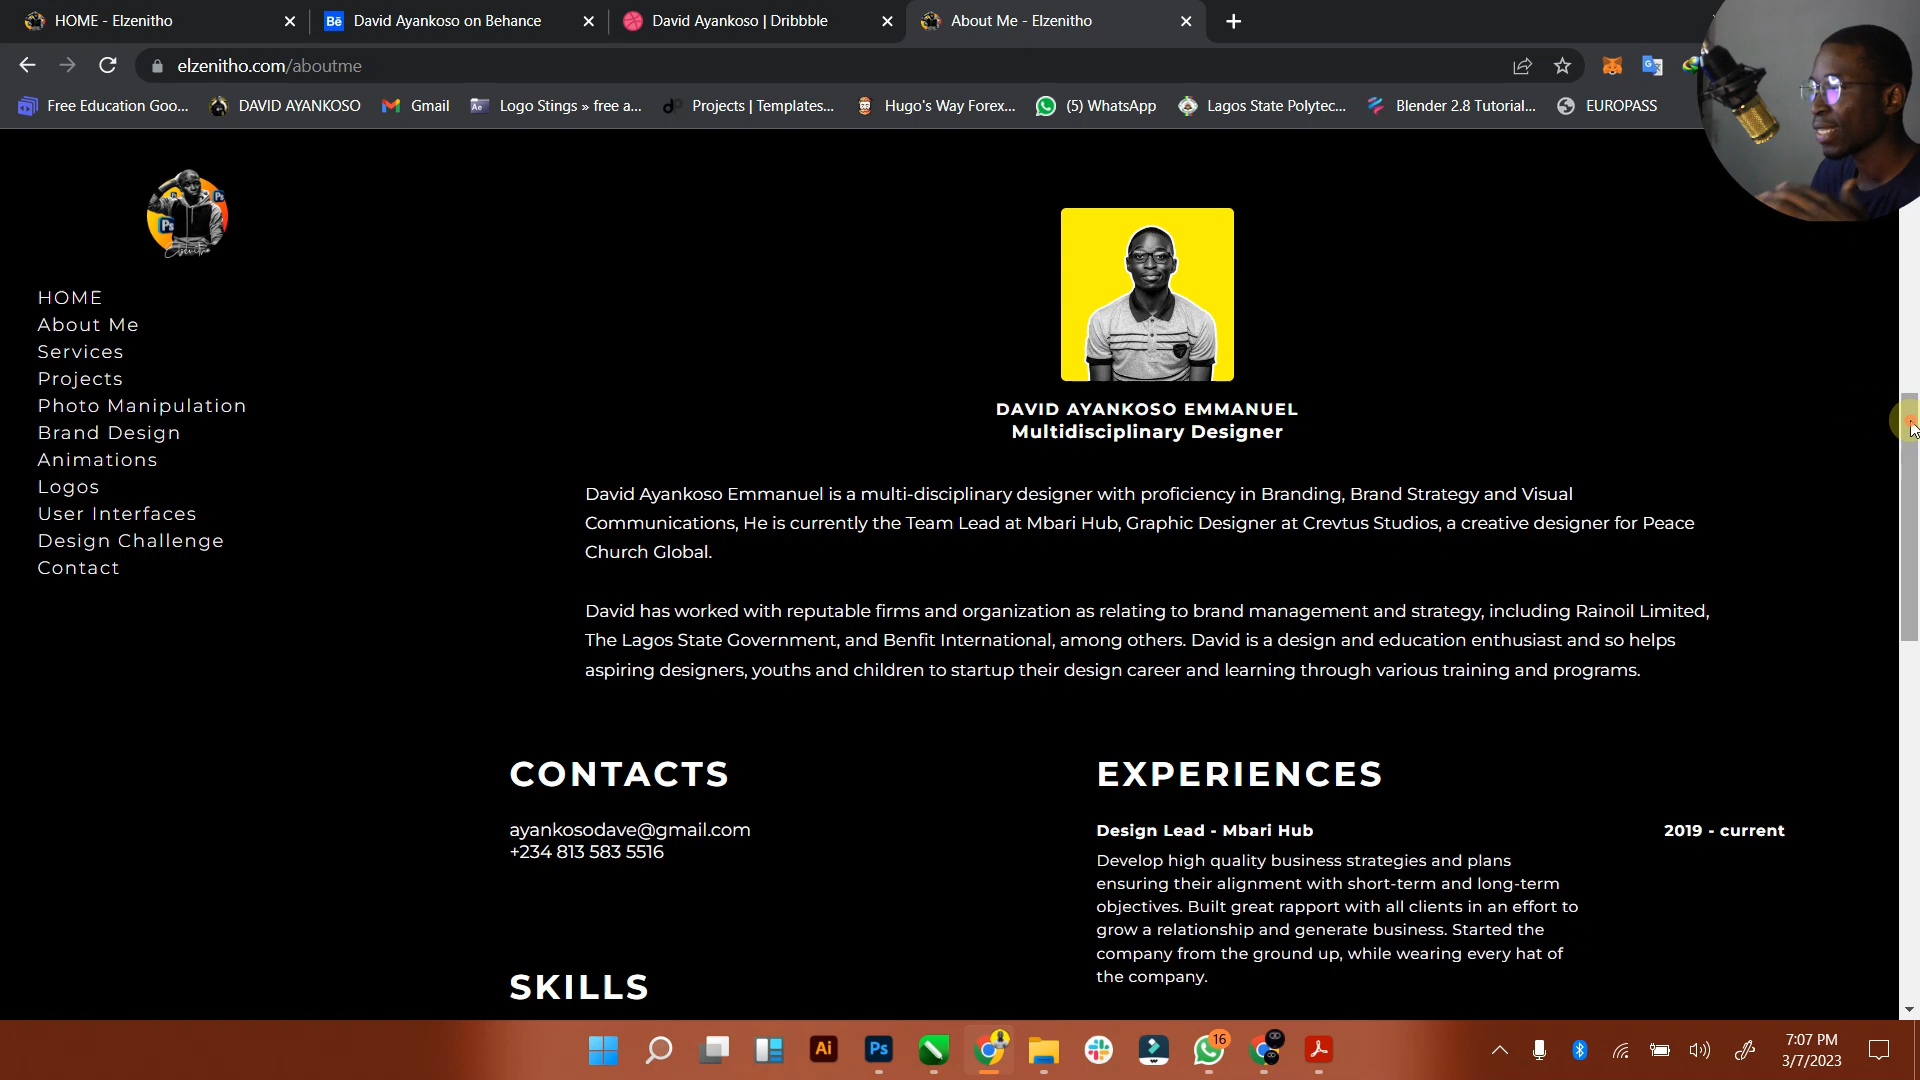 HOME - Elzenitho
David Ayankoso on Behance
David Ayankoso | Dribbble
About Me - Elzenitho
elzenitho.com/aboutme
Free Education Goo...
DAVID AYANKOSO
Gmail
Logo Stings » free a...
Projects | Templates...
Hugo's Way Forex...
(5) WhatsApp
Lagos State Polytec...
Blender 2.8 Tutorial...
EUROPASS
HOME
About Me
Services
Projects
Photo Manipulation
Brand Design
Animations
Logos
User Interfaces
Design Challenge
Contact
DAVID AYANKOSO EMMANUEL
Multidisciplinary Designer
David Ayankoso Emmanuel is a multi-disciplinary designer with proficiency in Branding, Brand Strategy and Visual
Communications, He is currently the Team Lead at Mbari Hub, Graphic Designer at Crevtus Studios, a creative designer for Peace
Church Global.
David has worked with reputable firms and organization as relating to brand management and strategy, including Rainoil Limited,
The Lagos State Government, and Benfit International, among others. David is a design and education enthusiast and so helps
aspiring designers, youths and children to startup their design career and learning through various training and programs.
CONTACTS
ayankosodave@gmail.com
+234 813 583 5516
SKILLS
EXPERIENCES
Design Lead - Mbari Hub
2019 - current
Develop high quality business strategies and plans
ensuring their alignment with short-term and long-term
objectives. Built great rapport with all clients in an effort to
grow a relationship and generate business. Started the
company from the ground up, while wearing every hat of
the company.
Ai
Ps
16
7:07 PM
3/7/2023